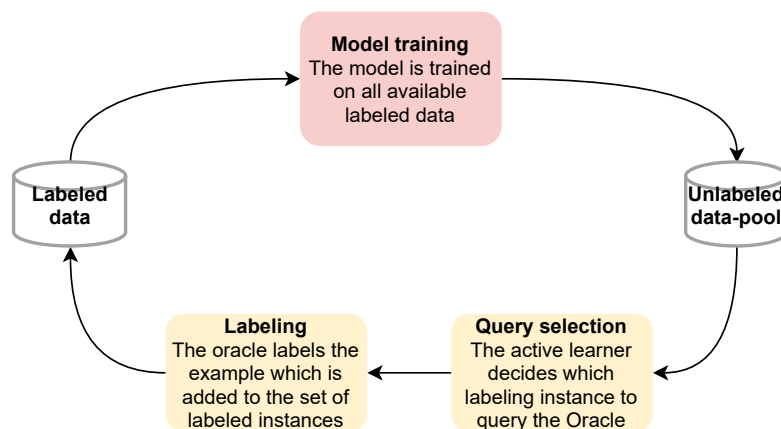 Model training
The model is trained
on all available
labeled data
Labeled
data
Unlabeled
data-pool
Labeling
The oracle labels the
example which is
added to the set of
labeled instances
Query selection
The active learner
decides which
labeling instance to
query the Oracle